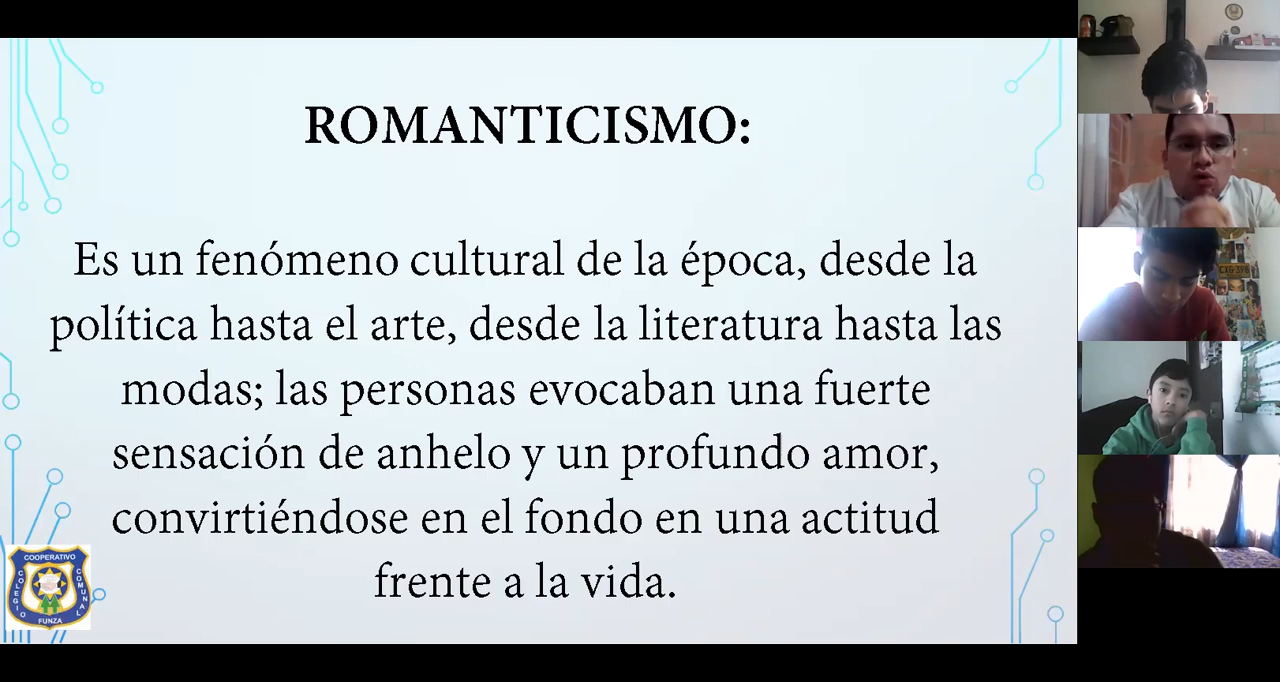 ROMANTICISMO:
Es un fenómeno cultural de la época, desde la
política hasta el arte, desde la literatura hasta las
modas; las personas evocaban una fuerte
sensación de anhelo y un profundo amor,
convirtiéndose en el fondo en una actitud
frente a la vida.
COOPERATIVO
COLEGIO
COMUNAL
FUNZA